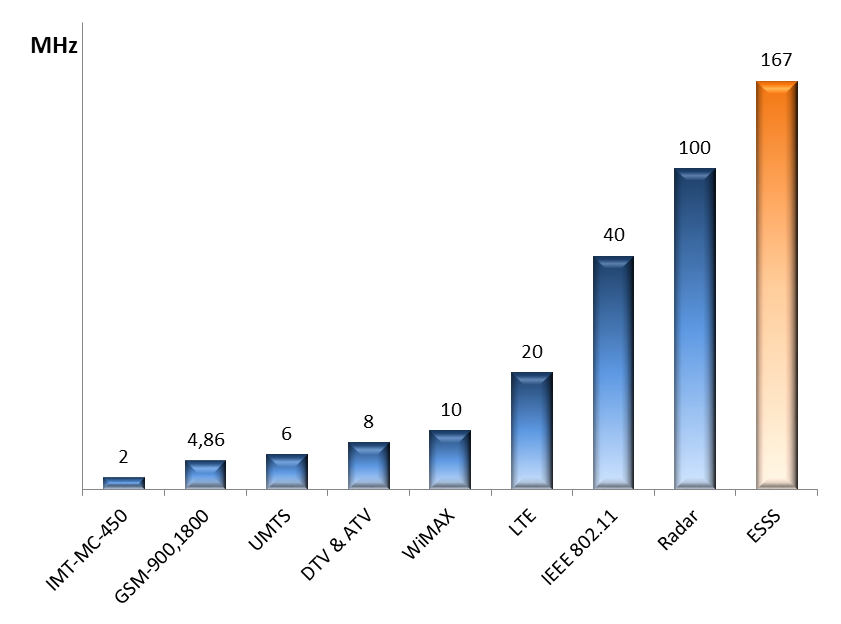 MHz
2
4,86
6
8
10
20
40
100
167
IMT-MC-450
GSM-900,1800
UMTS
DTV & ATV
WiMAX
LTE
IEEE 802.11
Radar
ESSS